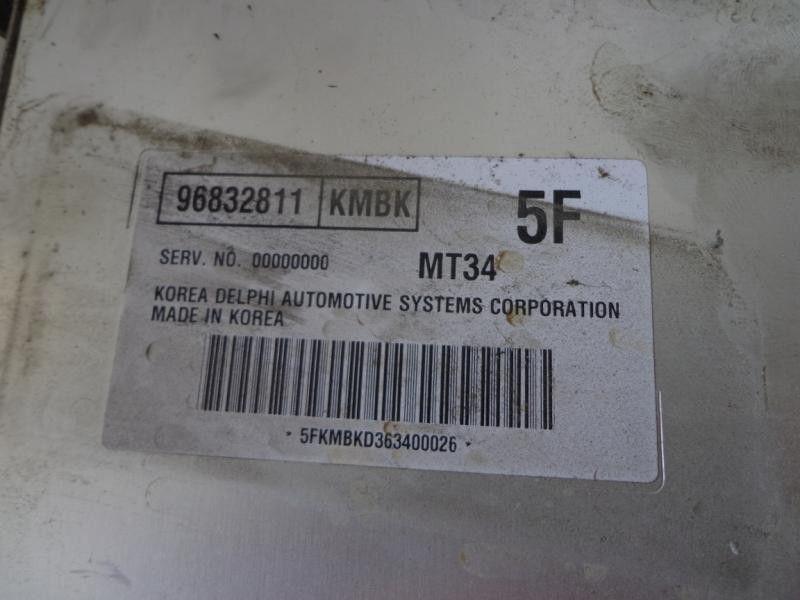 96832811 KMBK 5F
SERV. NO. 00000000 MT34
KOREA DELPHI AUTOMOTIVE SYSTEMS CORPORATION
MADE IN KOREA
* 5FKMBKD363400026 *